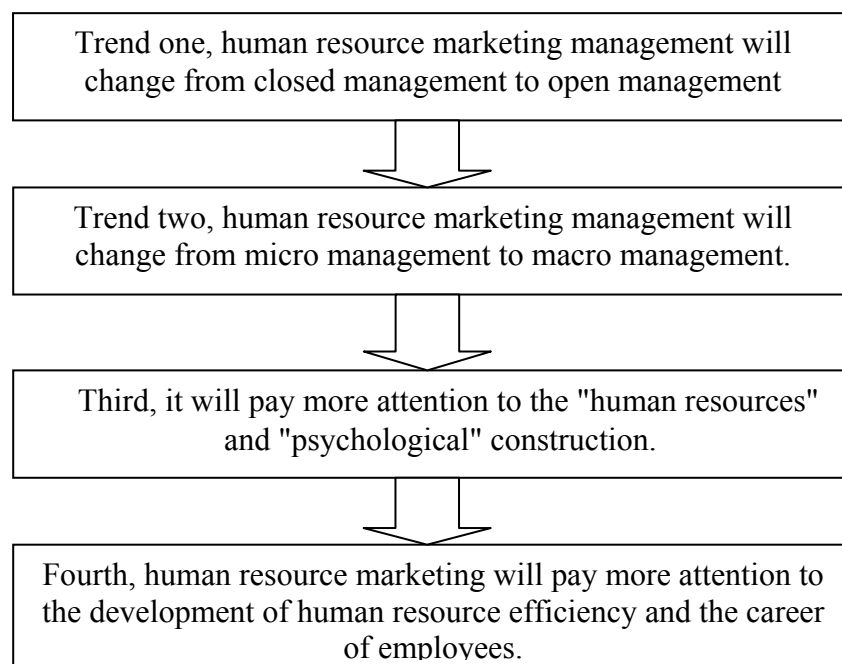 Trend one, human resource marketing management will
change from closed management to open management
Trend two, human resource marketing management will
change from micro management to macro management.
Third, it will pay more attention to the "human resources"
and "psychological" construction.
Fourth, human resource marketing will pay more attention to
the development of human resource efficiency and the career
of employees.